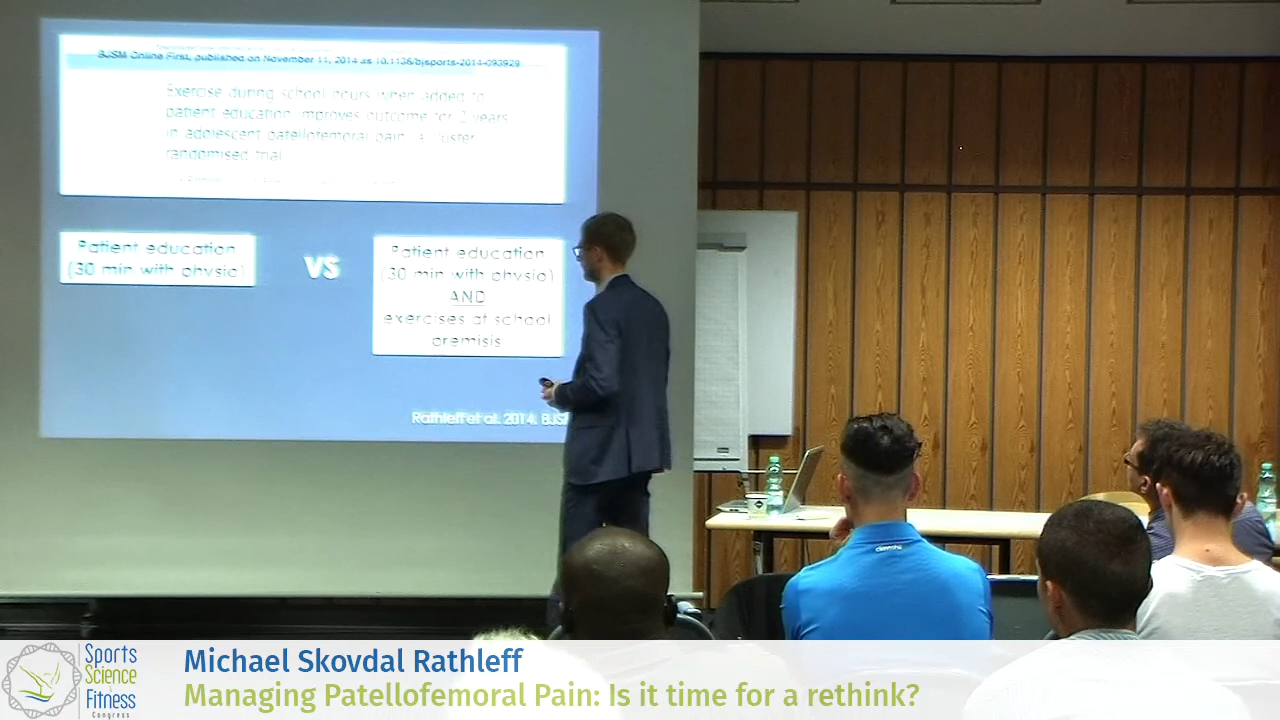 BJSM Online First, published on November 11, 2014 as 10.1136/bjsports-2014-093929
Exercise during school hours when added to
patient education improves outcome for 2 years
in adolescent patellofemoral pain: a cluster
randomised trial
Patient education
(30 min with physio)
VS
Patient education
(30 min with physio)
AND
exercises at school
premisis
Rathleff et al. 2014. BJS
Sports
Science
Fitness
Congress
Michael Skovdal Rathleff
Managing Patellofemoral Pain: Is it time for a rethink?